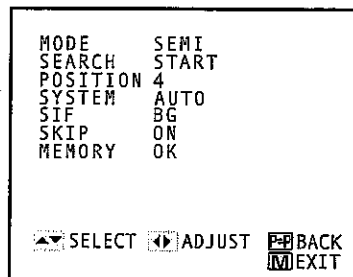 MODE SEMI
SEARCH START
POSITION 4
SYSTEM AUTO
SIF BG
SKIP ON
MEMORY OK
▲▼ SELECT ◀▶ ADJUST P•P BACK
M EXIT